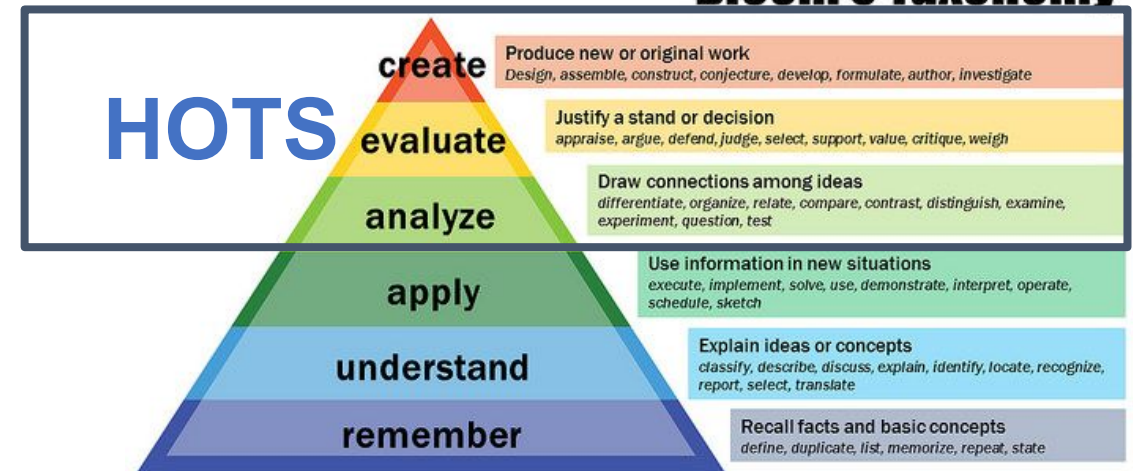 Bloom's Taxonomy
create
Produce new or original work
Design, assemble, construct, conjecture, develop, formulate, author, investigate
HOTS
evaluate
Justify a stand or decision
appraise, argue, defend, judge, select, support, value, critique, weigh
analyze
Draw connections among ideas
differentiate, organize, relate, compare, contrast, distinguish, examine,
experiment, question, test
apply
Use information in new situations
execute, implement, solve, use, demonstrate, interpret, operate,
schedule, sketch
understand
Explain ideas or concepts
classify, describe, discuss, explain, identify, locate, recognize,
report, select, translate
remember
Recall facts and basic concepts
define, duplicate, list, memorize, repeat, state